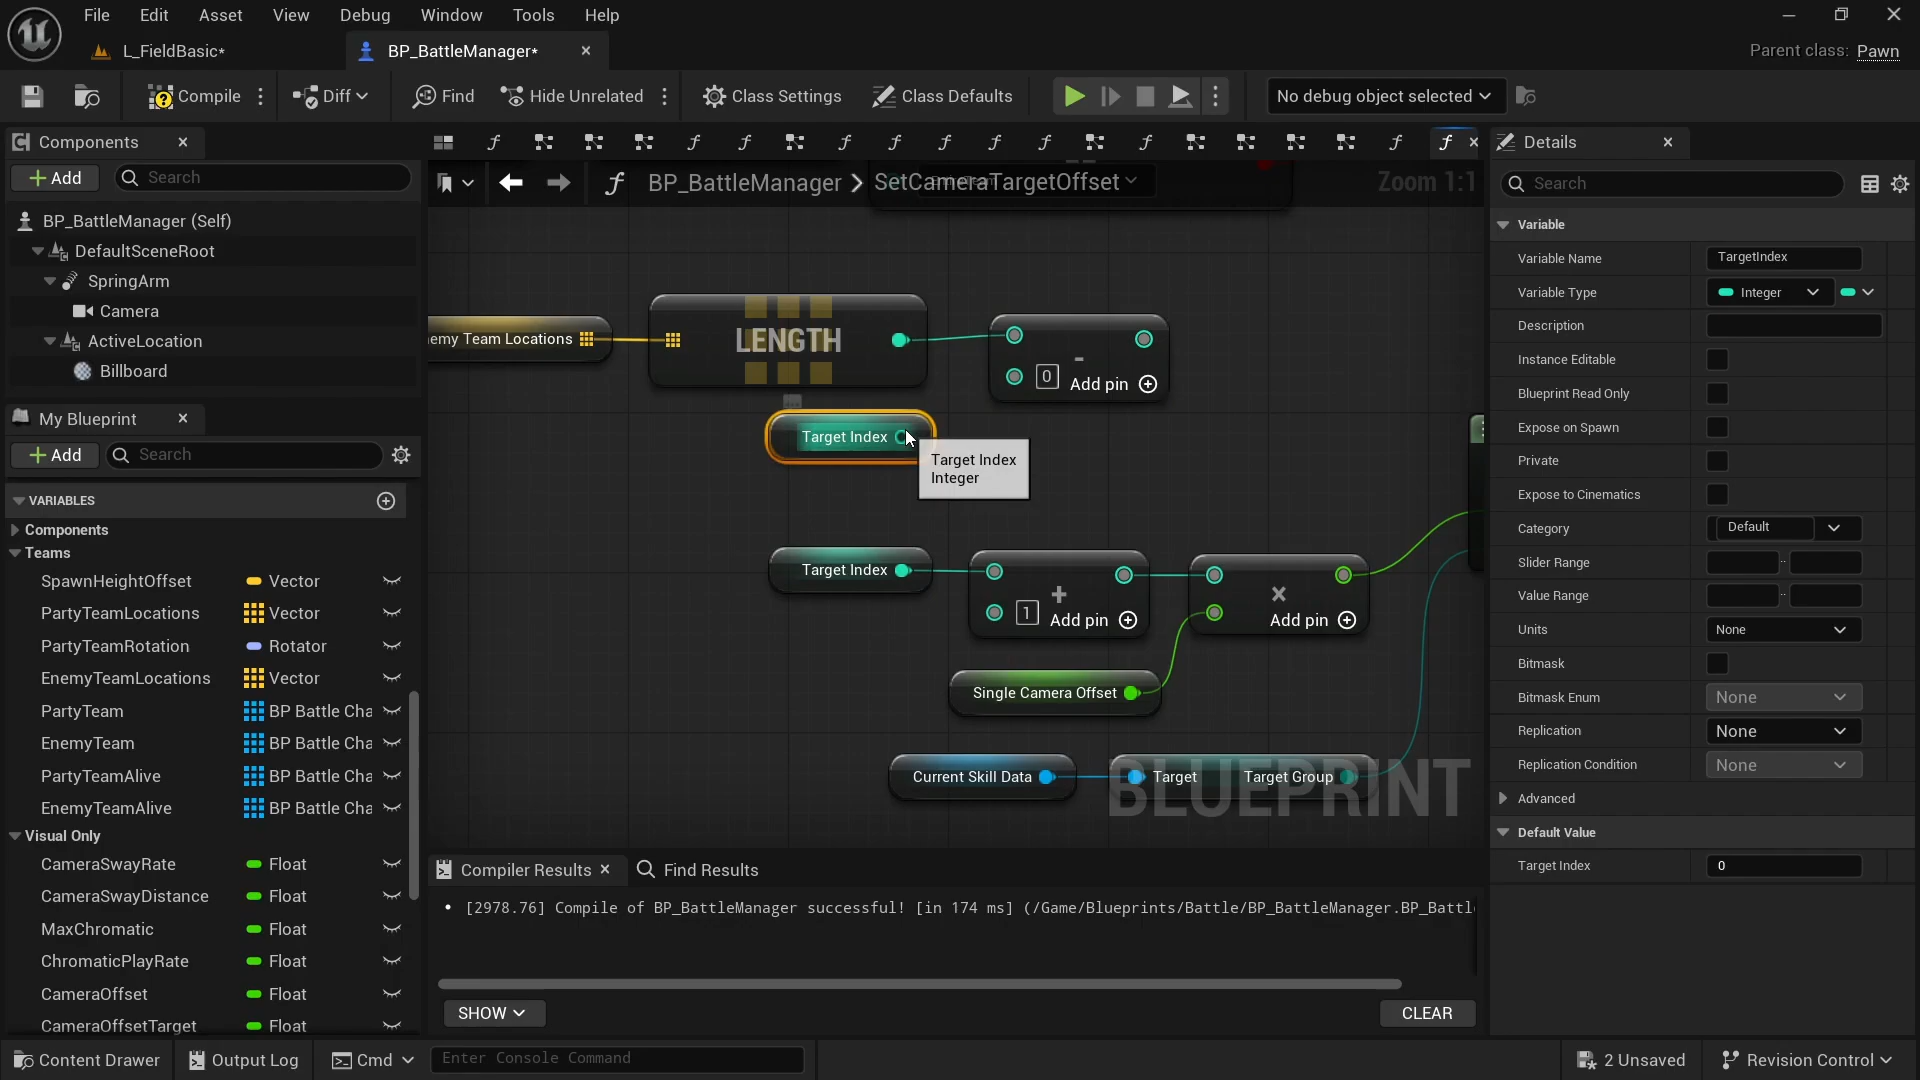 File Edit Asset View Debug Window Tools Help
L_FieldBasic*
BP_BattleManager*
Parent class: Pawn
Compile
Diff
Find
Hide Unrelated
Class Settings
Class Defaults
No debug object selected
Components
Add
Search
BP_BattleManager (Self)
DefaultSceneRoot
SpringArm
Camera
ActiveLocation
Billboard
My Blueprint
Add
Search
VARIABLES
Components
Teams
SpawnHeightOffset Vector
PartyTeamLocations Vector
PartyTeamRotation Rotator
EnemyTeamLocations Vector
PartyTeam BP Battle Cha
EnemyTeam BP Battle Cha
PartyTeamAlive BP Battle Cha
EnemyTeamAlive BP Battle Cha
Visual Only
CameraSwayRate Float
CameraSwayDistance Float
MaxChromatic Float
ChromaticPlayRate Float
CameraOffset Float
CameraOffsetTarget Float
BP_BattleManager > SetCameraTargetOffset
Zoom 1:1
emy Team Locations
LENGTH
-
0
Add pin
Target Index
Target Index
Integer
Target Index
+
1
Add pin
x
Add pin
Single Camera Offset
Current Skill Data
Target Target Group
BLUEPRINT
Compiler Results
Find Results
• [2978.76] Compile of BP_BattleManager successful! [in 174 ms] (/Game/Blueprints/Battle/BP_BattleManager.BP_Battl
SHOW
CLEAR
Details
Search
Variable
Variable Name TargetIndex
Variable Type Integer
Description
Instance Editable
Blueprint Read Only
Expose on Spawn
Private
Expose to Cinematics
Category Default
Slider Range ..
Value Range ..
Units None
Bitmask
Bitmask Enum None
Replication None
Replication Condition None
Advanced
Default Value
Target Index 0
Content Drawer
Output Log
Cmd
Enter Console Command
2 Unsaved
Revision Control